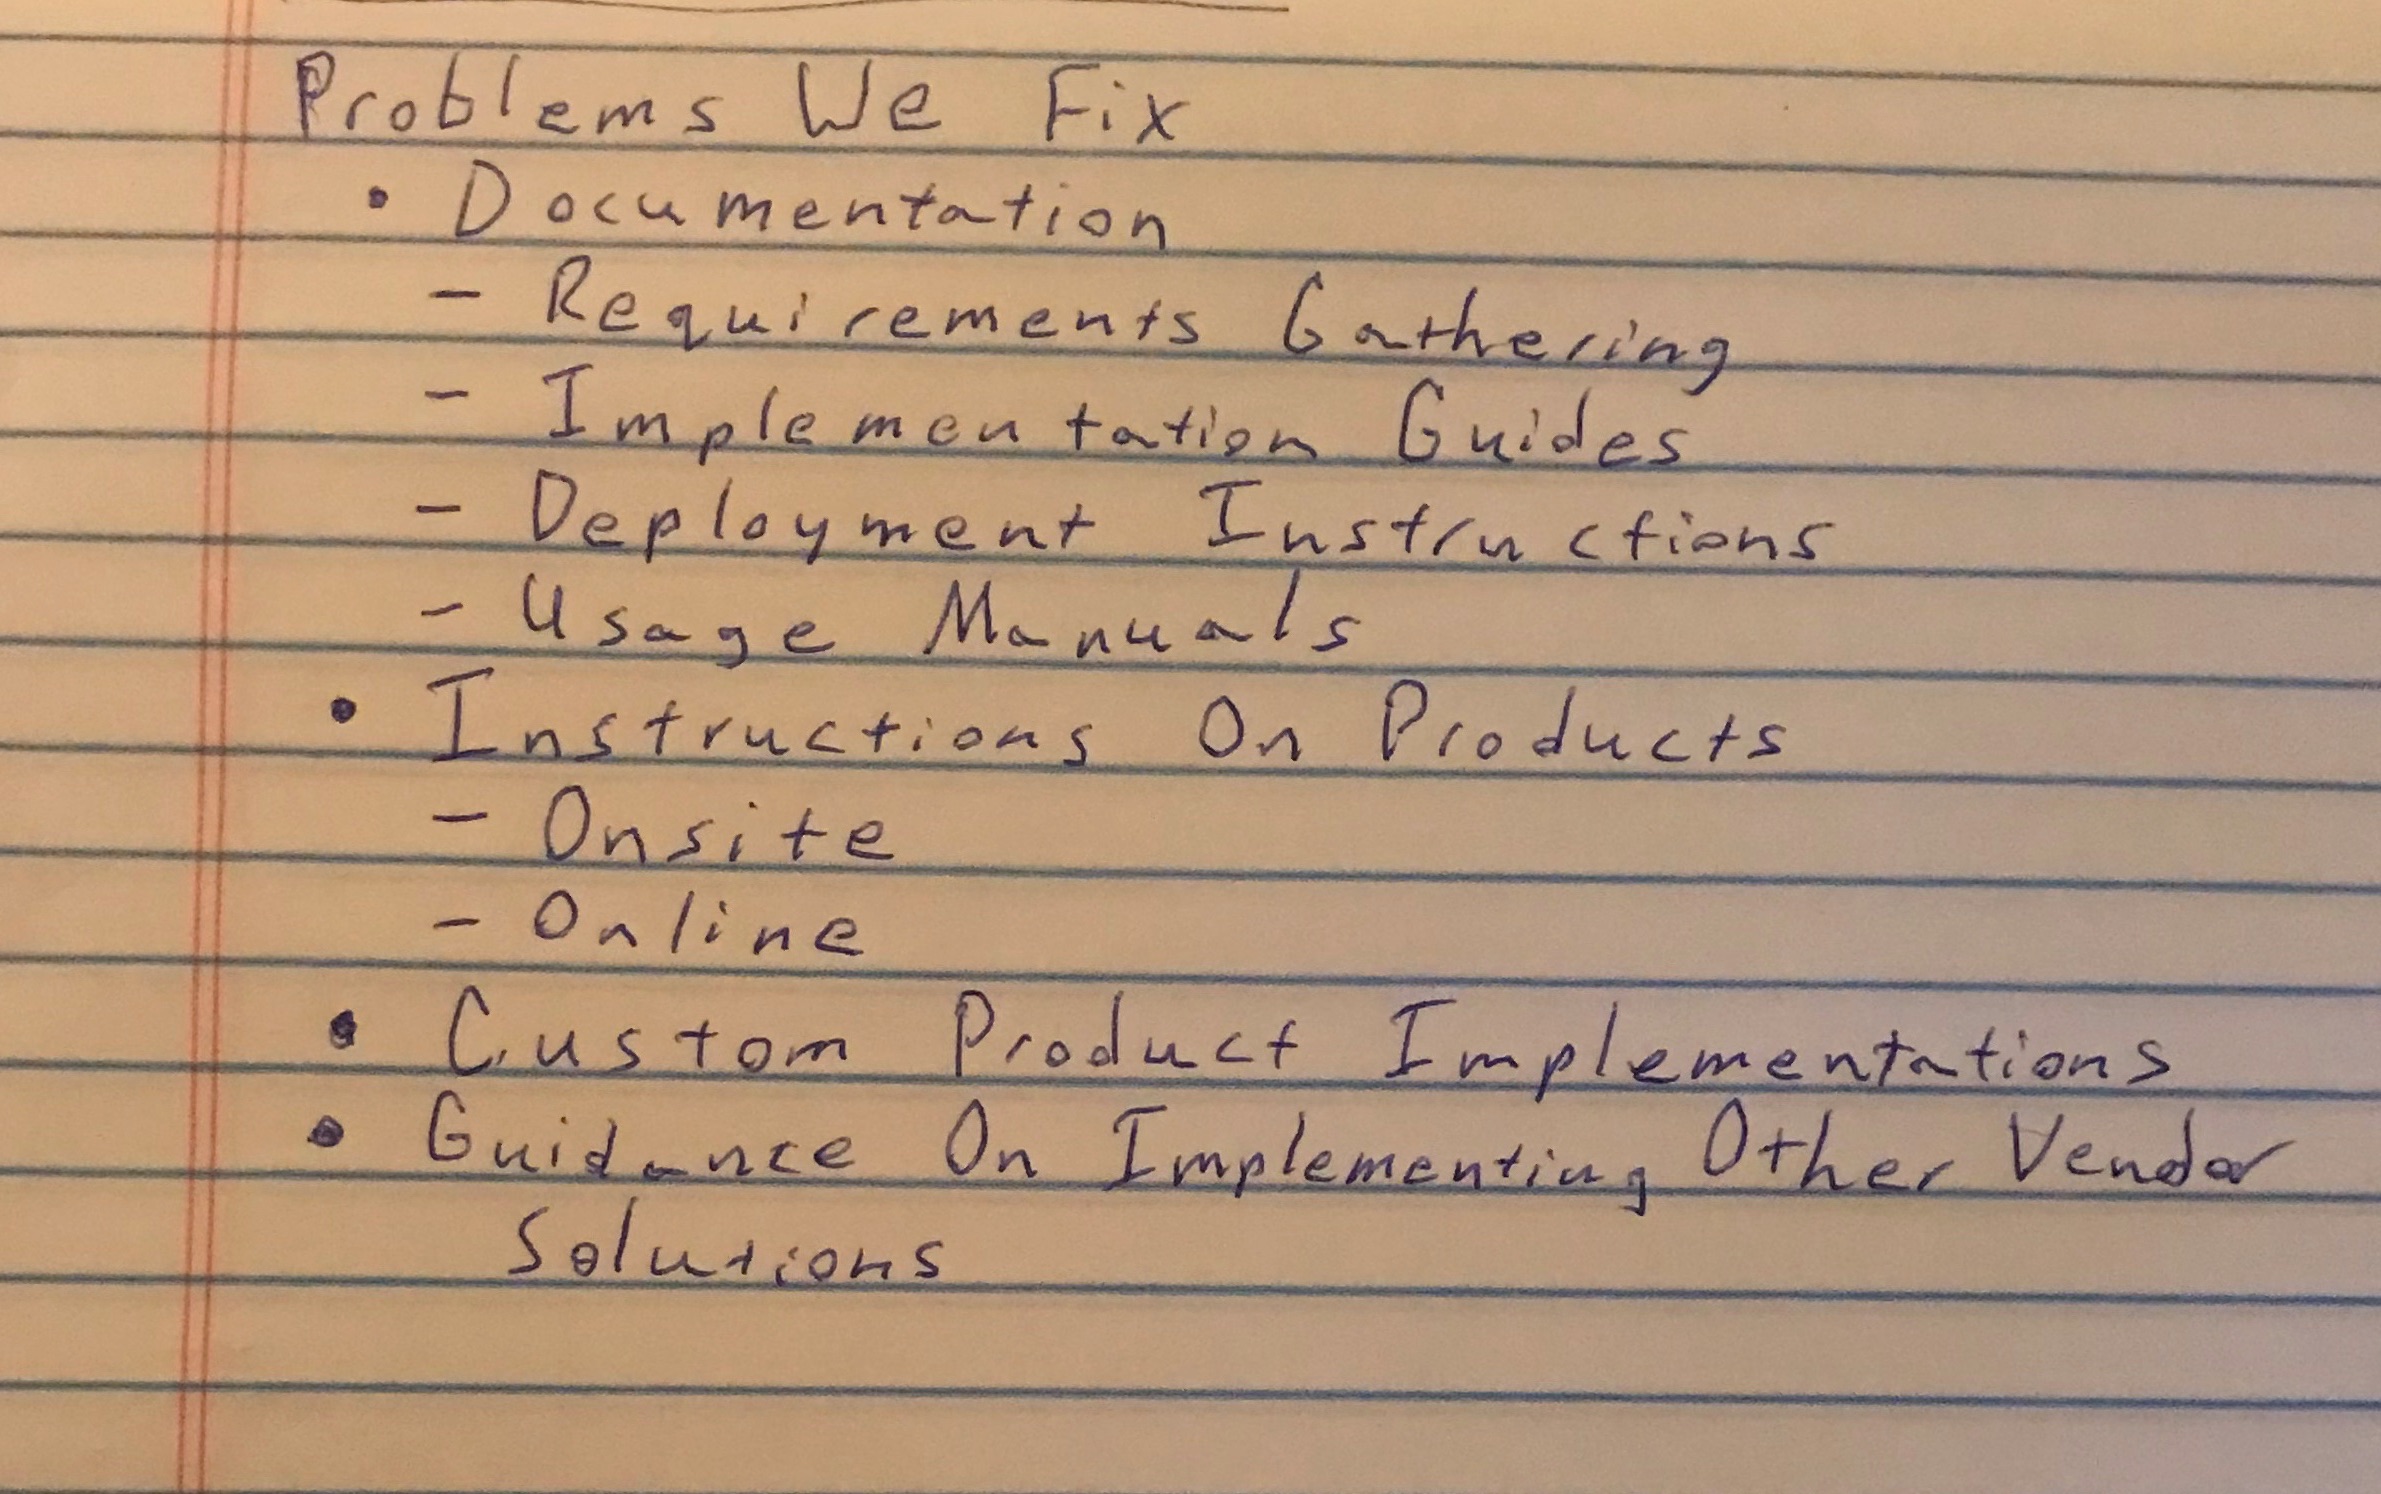 Problems We Fix
• Documentation
- Requirements Gathering
- Implementation Guides
- Deployment Instructions
- Usage Manuals
• Instructions On Products
- Onsite
- Online
• Custom Product Implementations
• Guidance On Implementing Other Vendor
Solutions